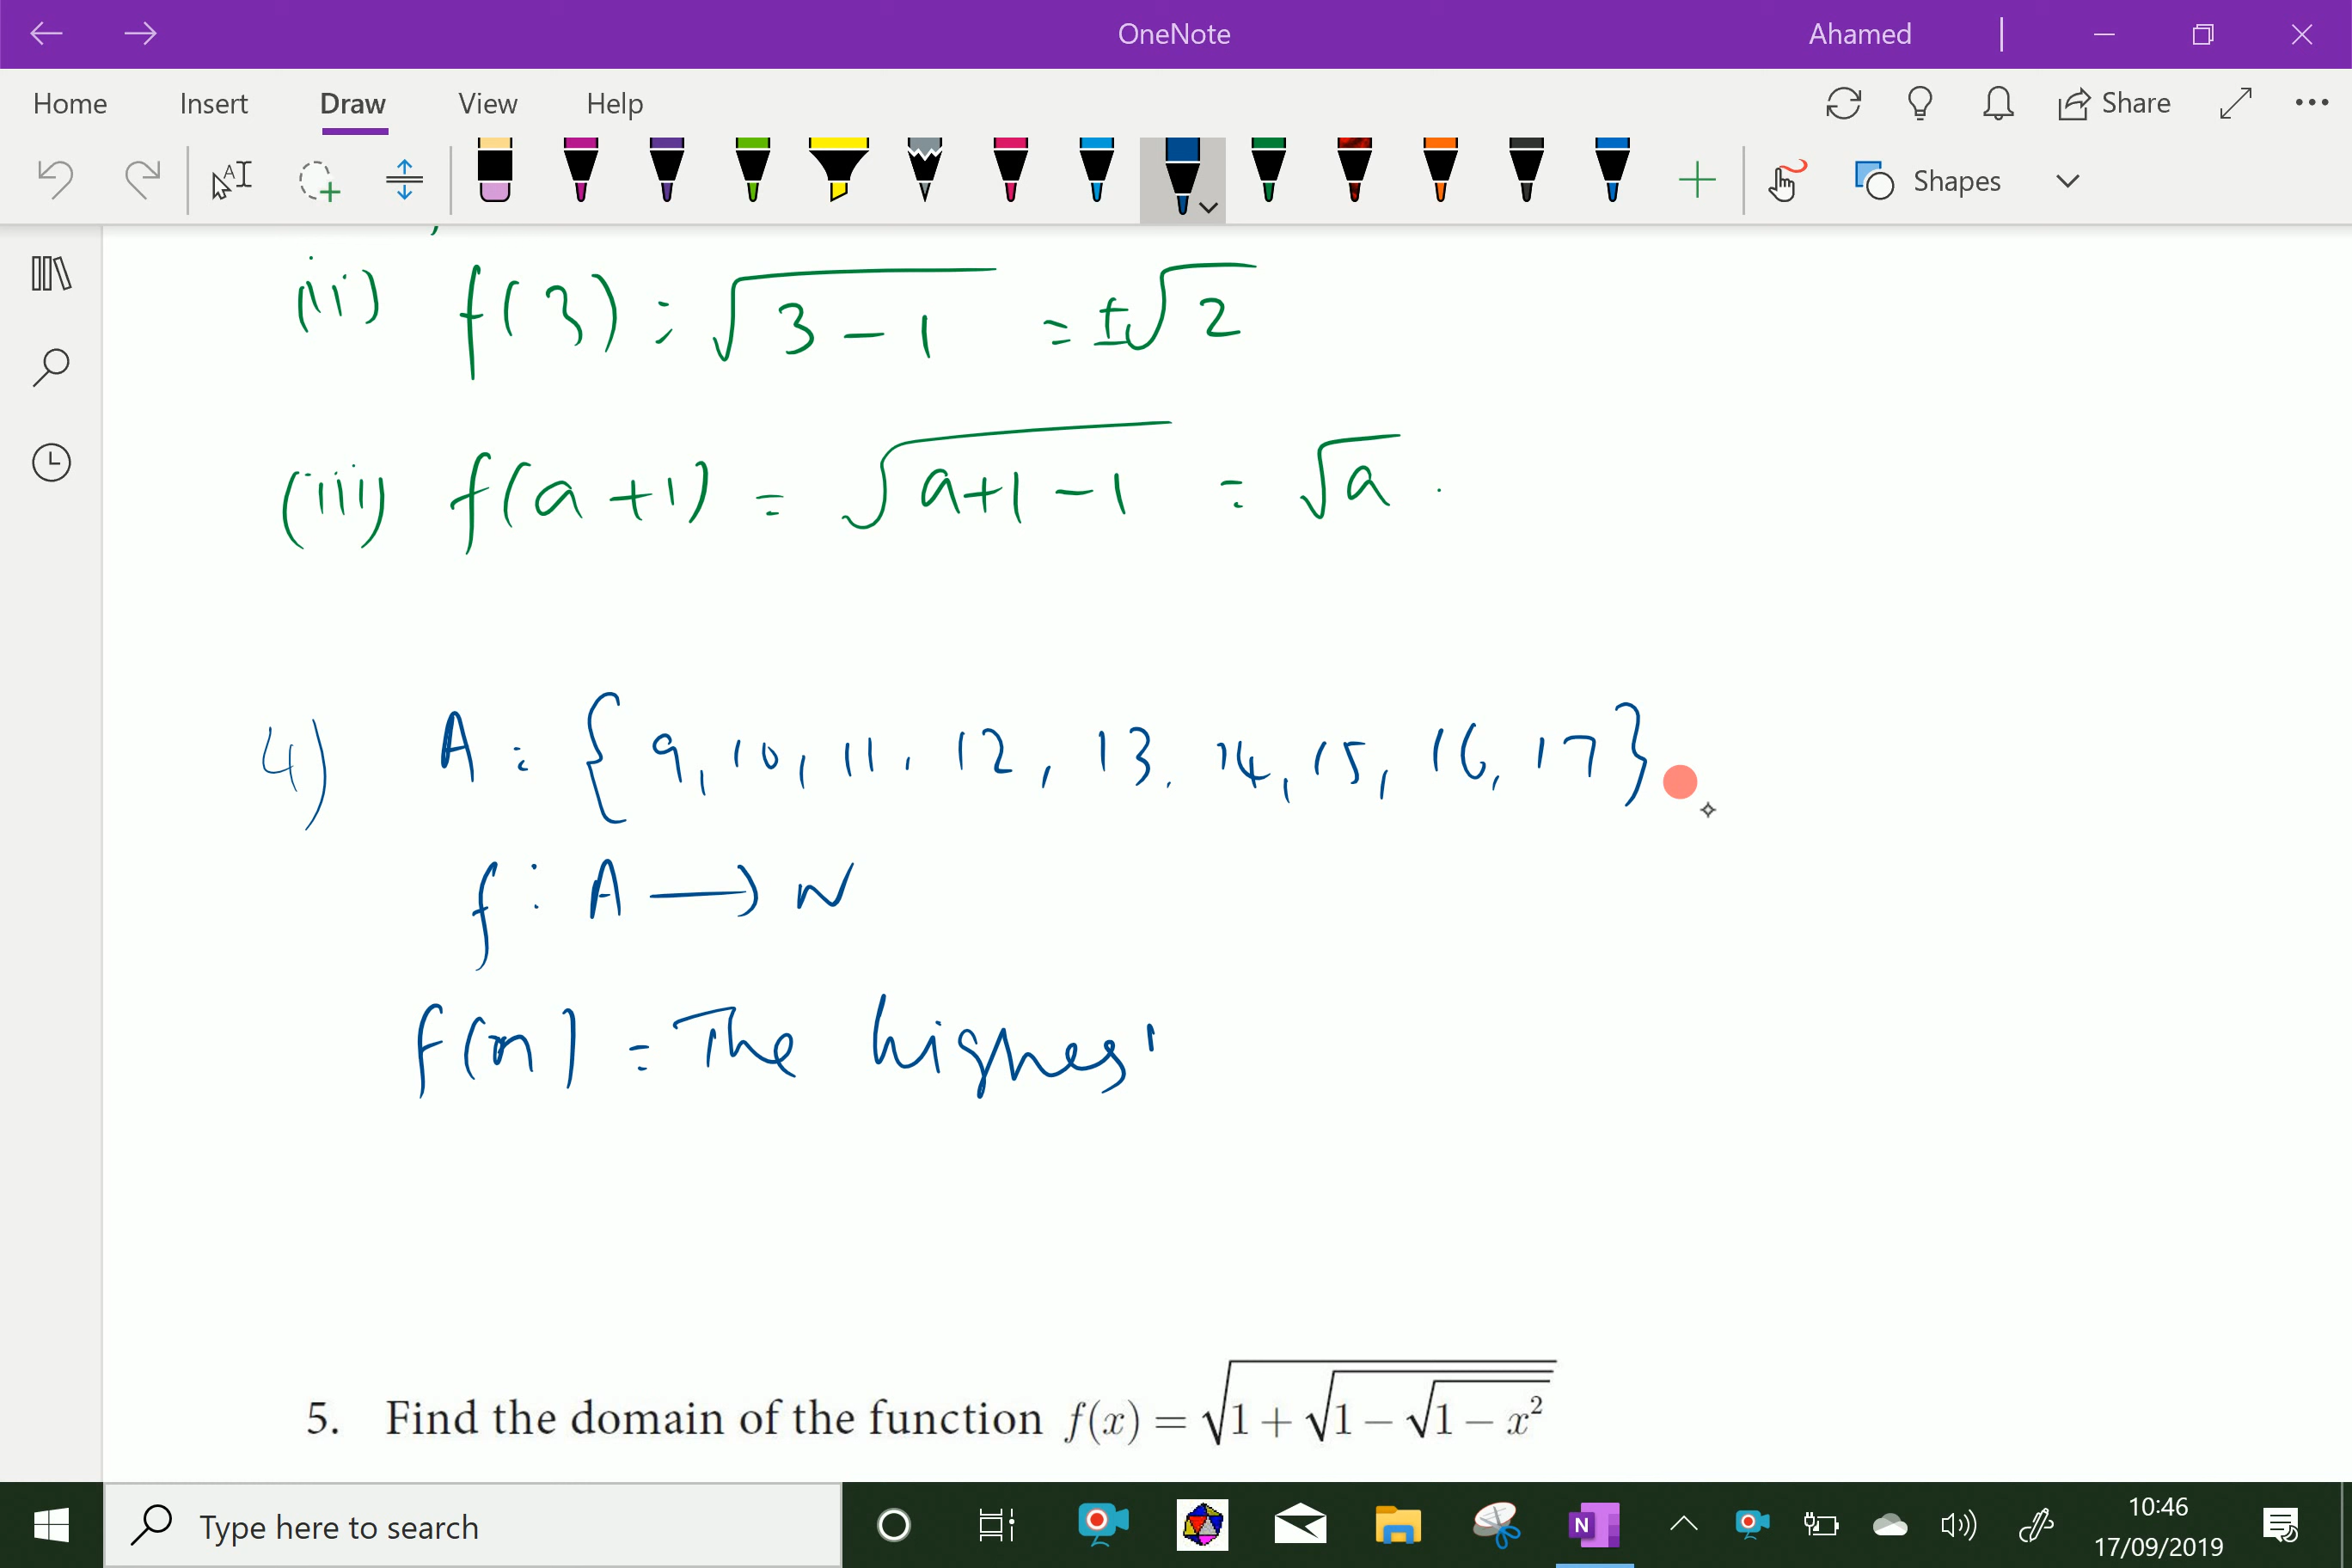 OneNote
Ahamed
Home Insert Draw View Help
Share
Shapes
(ii) f(3) = √(3 - 1) = ±√2
(iii) f(a+1) = √(a+1-1) = √a .
4) A = {9, 10, 11, 12, 13, 14, 15, 16, 17}
f : A ⟶ N
f(n) = The highes'
5. Find the domain of the function f(x) = √(1 + √(1 − √(1 − x²)))
Type here to search
10:46
17/09/2019